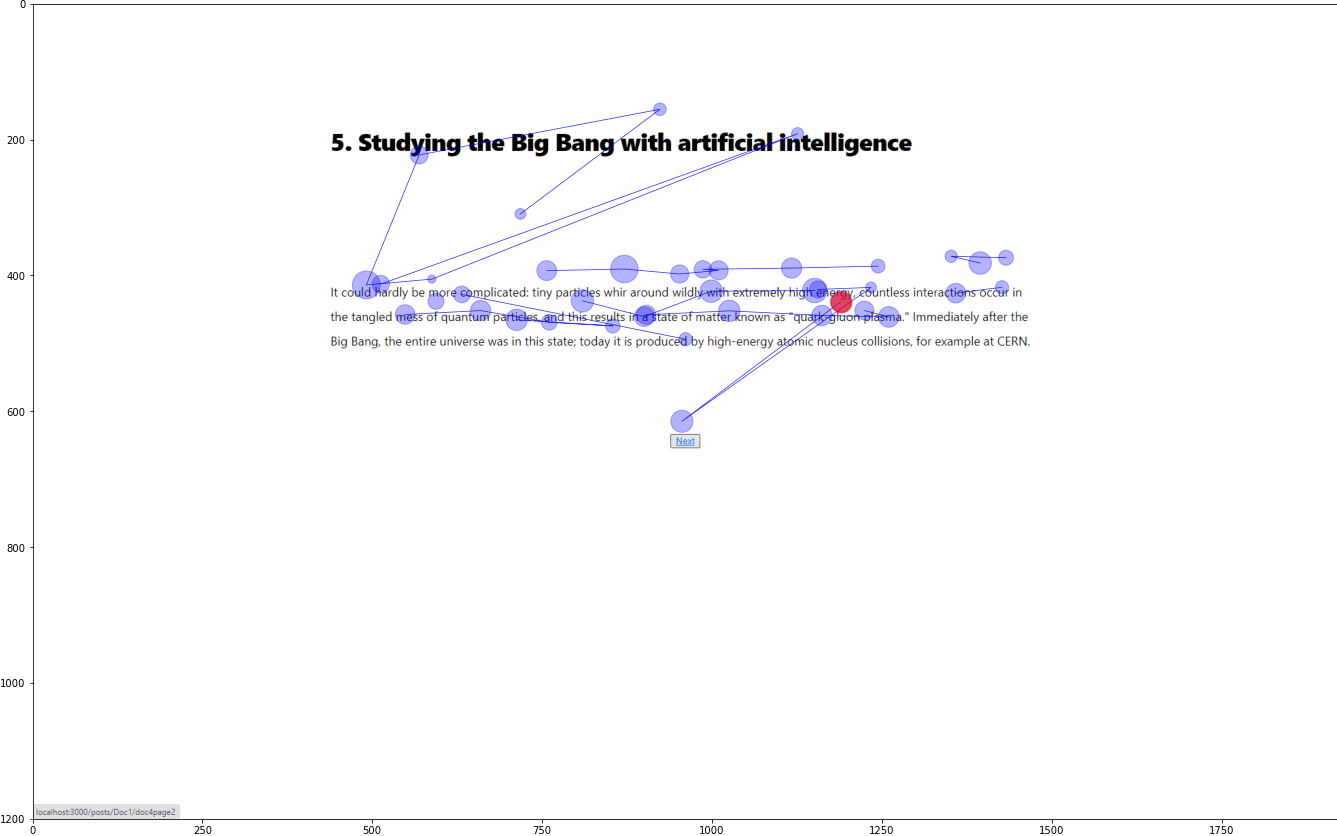 0
200
5. Studying the Big Bang with artificial intelligence
400
It could hardly be more complicated: tiny particles whir around wildly with extremely high energy, countless interactions occur in
the tangled mess of quantum particles, and this results in a state of matter known as "quark-gluon plasma." Immediately after the
Big Bang, the entire universe was in this state; today it is produced by high-energy atomic nucleus collisions, for example at CERN.
600
Next
800
1000
localhost:3000/posts/Doc1/doc4page2
1200
0 250 500 750 1000 1250 1500 1750